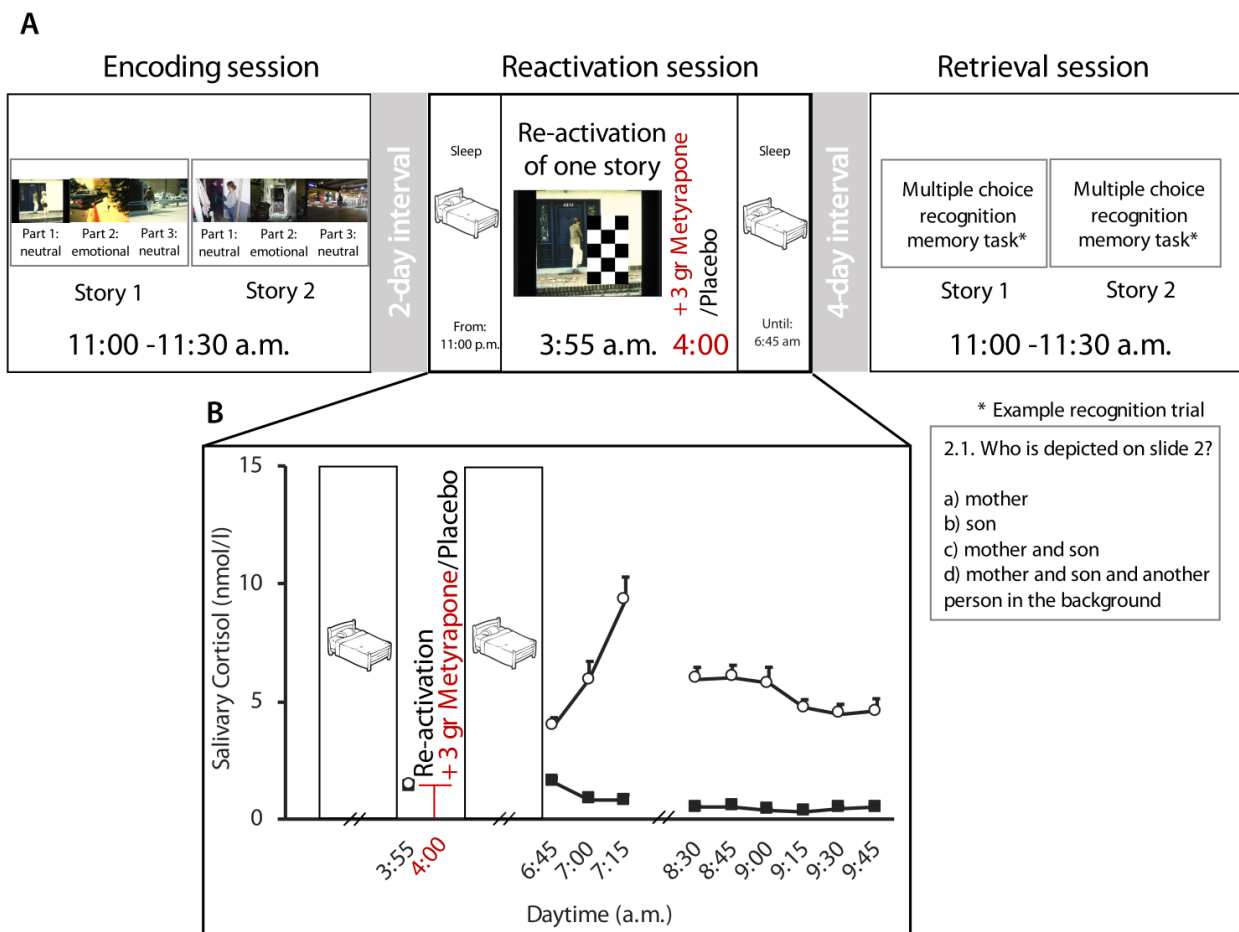 A
Encoding session
Reactivation session
Retrieval session
Part 1:
neutral
Part 2:
emotional
Part 3:
neutral
Part 1:
neutral
Part 2:
emotional
Part 3:
neutral
Story 1
Story 2
11:00 -11:30 a.m.
2-day interval
Sleep
From:
11:00 p.m.
Re-activation
of one story
3:55 a.m.
+ 3 gr Metyrapone
/Placebo
4:00
Sleep
Until:
6:45 am
4-day interval
Multiple choice
recognition
memory task*
Multiple choice
recognition
memory task*
Story 1
Story 2
11:00 -11:30 a.m.
* Example recognition trial
2.1. Who is depicted on slide 2?
a) mother
b) son
c) mother and son
d) mother and son and another
person in the background
B
Salivary Cortisol (nmol/l)
15
10
5
0
Re-activation
+ 3 gr Metyrapone/Placebo
3:55
4:00
6:45
7:00
7:15
8:30
8:45
9:00
9:15
9:30
9:45
Daytime (a.m.)